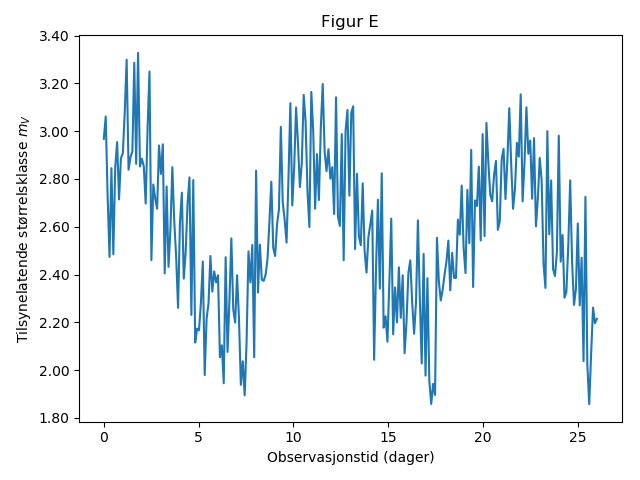 Figur E
Tilsynelatende størrelsklasse $m_V$
3.40
3.20
3.00
2.80
2.60
2.40
2.20
2.00
1.80
0 5 10 15 20 25
Observasjonstid (dager)